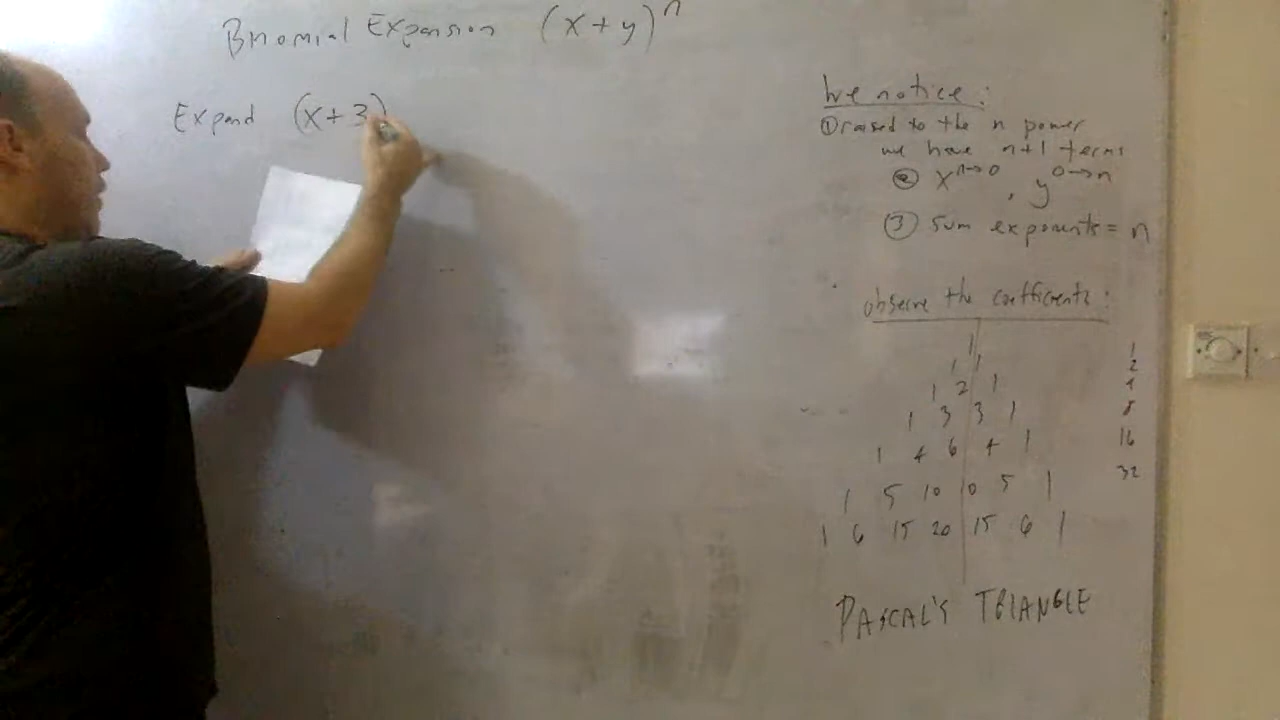 Binomial Expansion (x+y)^n
Expand (x+3)
We notice:
① raised to the n power
we have n+1 terms
② x^n→0, y^0→n
③ sum exponents = n
observe the coefficients:
1
1 1
1 2 1
1 3 3 1
1 4 6 4 1
1 5 10 10 5 1
1 6 15 20 15 6 1
1
2
4
8
16
32
PASCAL'S TRIANGLE